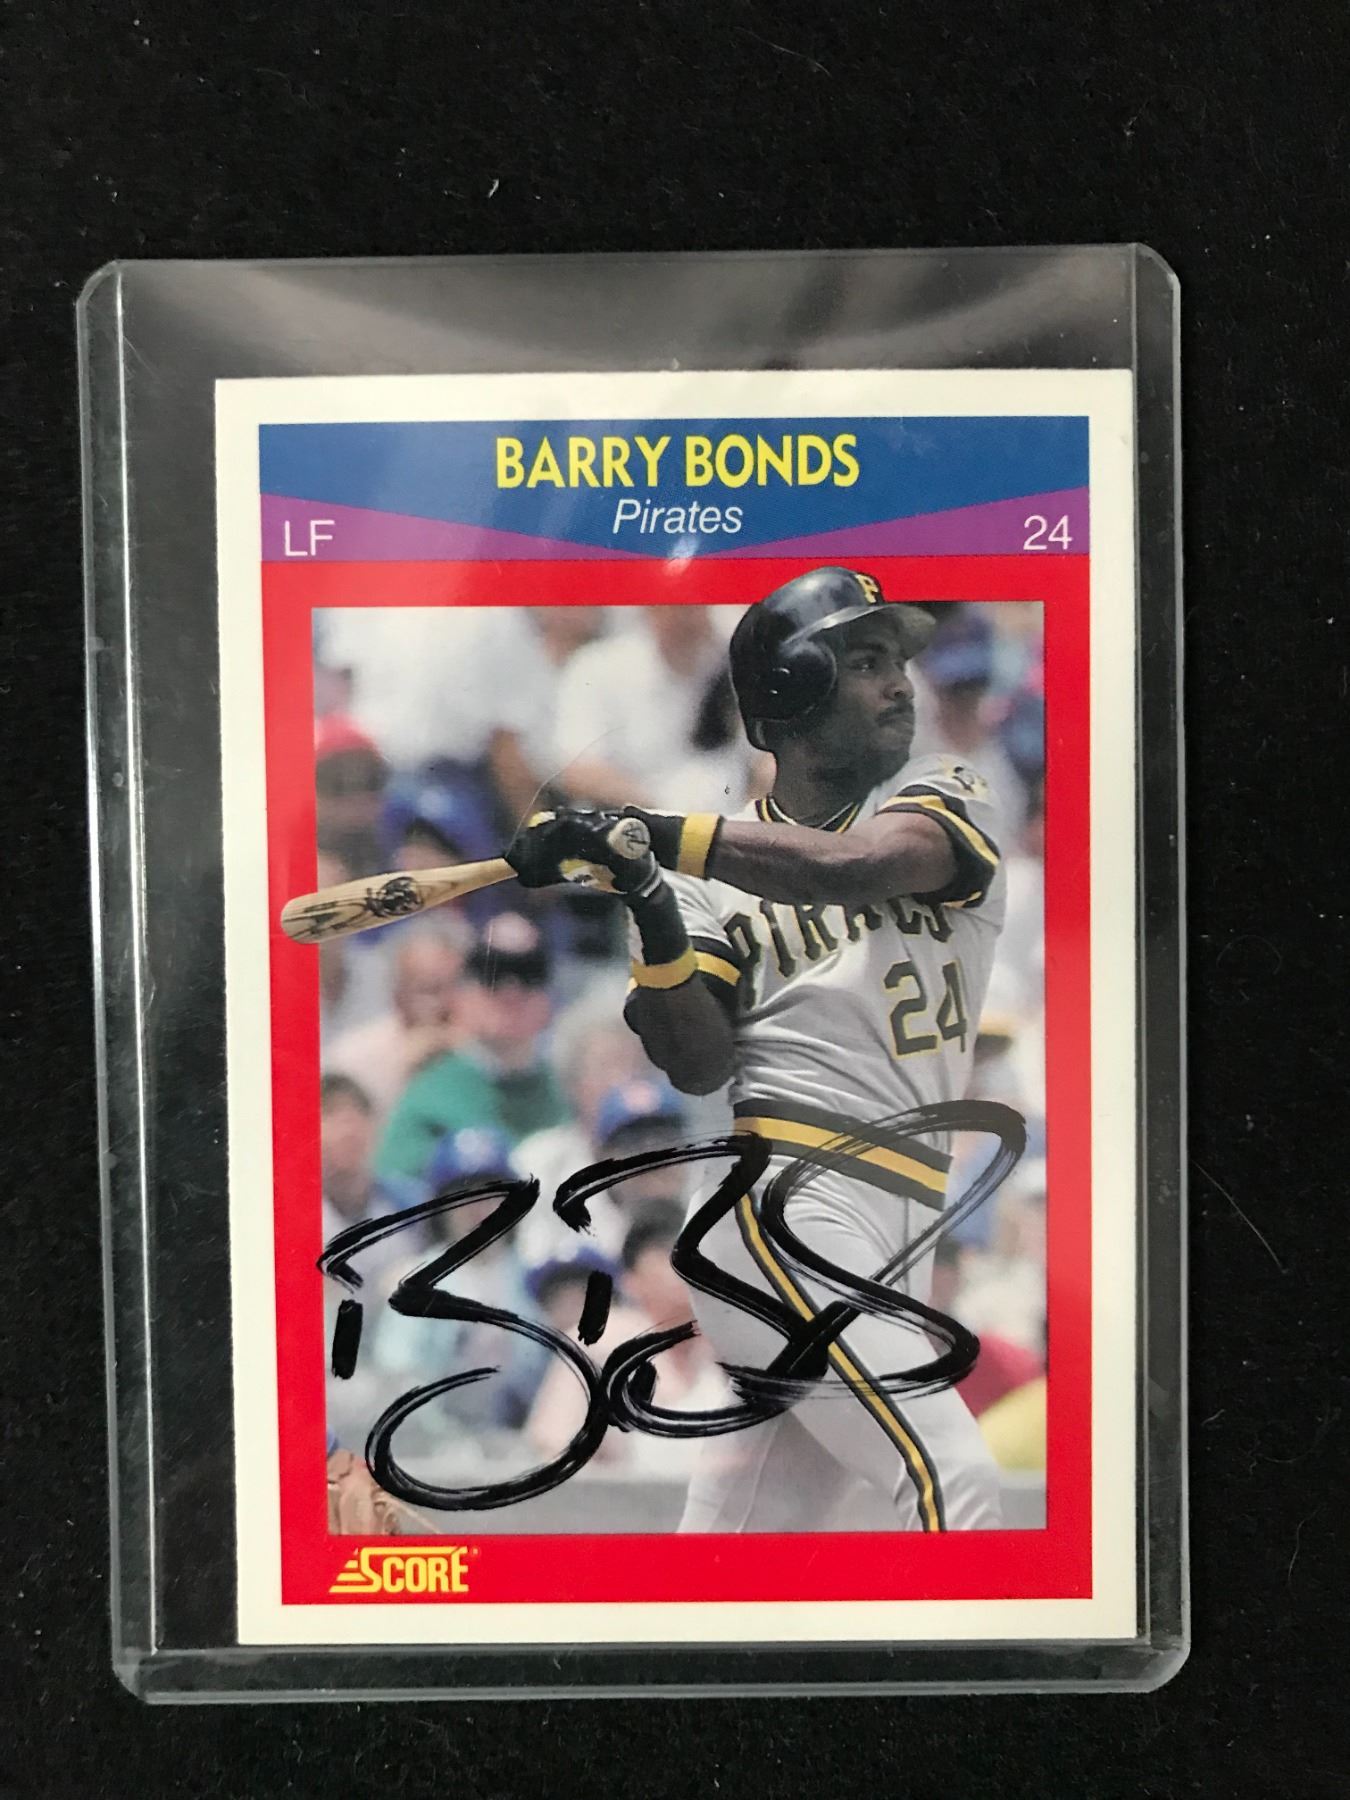 BARRY BONDS
Pirates
LF 24
P
PIRATES
24
SCORE